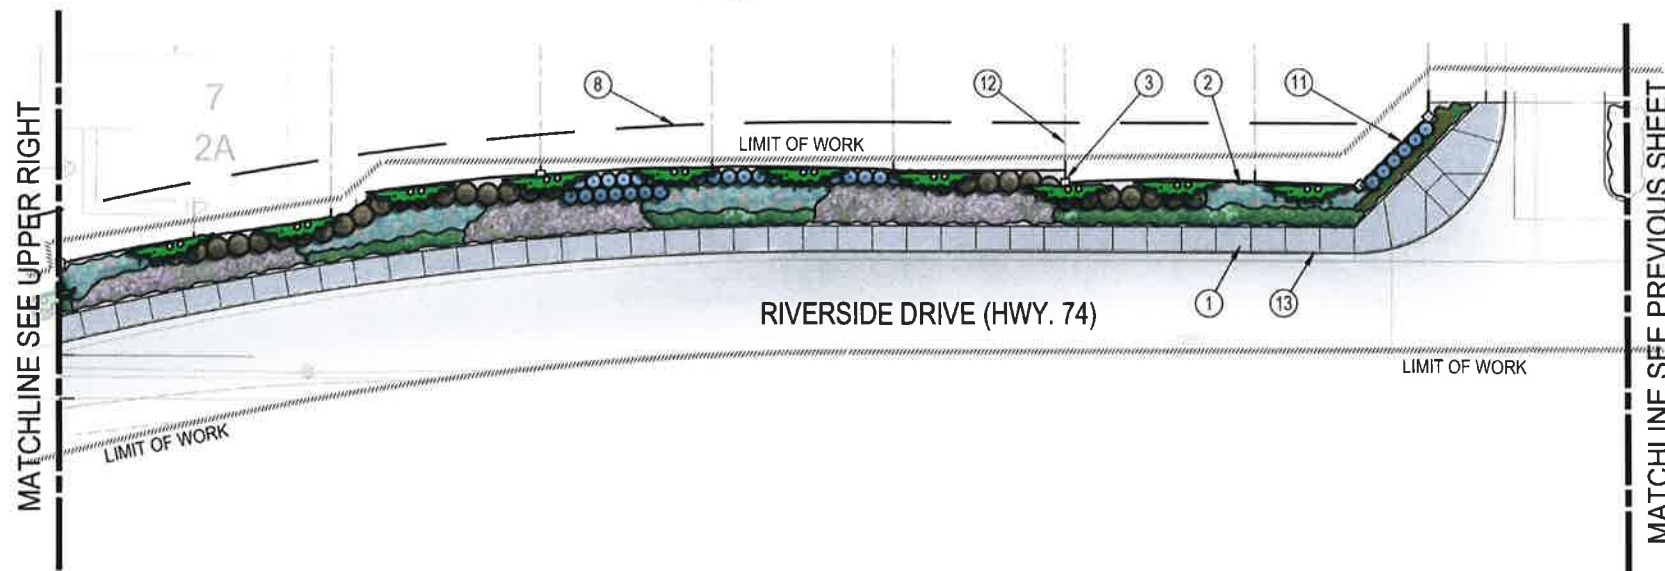 MATCHLINE SEE UPPER RIGHT
7
2A
8
12
3
2
11
LIMIT OF WORK
RIVERSIDE DRIVE (HWY. 74)
1
13
LIMIT OF WORK
LIMIT OF WORK
MATCHLINE SEE PREVIOUS SHEET